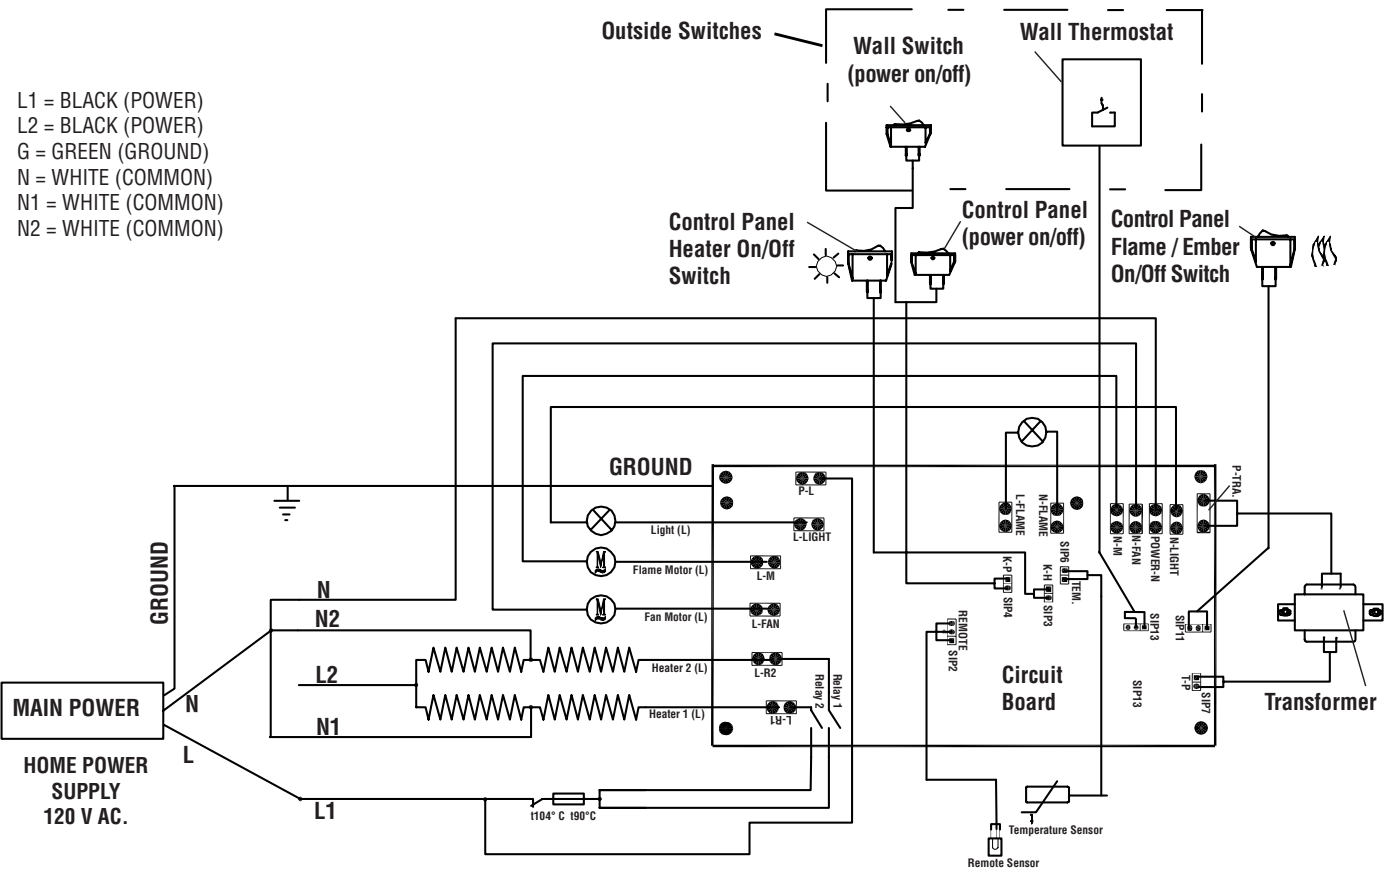 Outside Switches
Wall Switch
(power on/off)
Wall Thermostat
L1 = BLACK (POWER)
L2 = BLACK (POWER)
G = GREEN (GROUND)
N = WHITE (COMMON)
N1 = WHITE (COMMON)
N2 = WHITE (COMMON)
Control Panel
Heater On/Off
Switch
Control Panel
(power on/off)
Control Panel
Flame / Ember
On/Off Switch
GROUND
P-L
L-LIGHT
Light (L)
L-FLAME
N-FLAME
N-M
N-FAN
POWER-N
N-LIGHT
P-TRA.
GROUND
M
Flame Motor (L)
L-M
M
Fan Motor (L)
L-FAN
K-P
SIP4
K-H
SIP3
SIP6
TEM.
REMOTE
SIP2
SIP13
SIP11
N
N2
L2
N1
Heater 2 (L)
L-R2
Heater 1 (L)
L-R1
Relay 2
Relay 1
Circuit
Board
SIP13
T-P
SIP7
Transformer
MAIN POWER
N
L
HOME POWER
SUPPLY
120 V AC.
L1
t104° C t90°C
Temperature Sensor
Remote Sensor